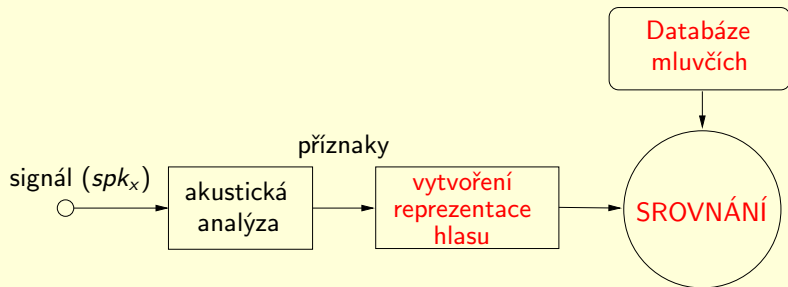 Databáze
mluvčích
příznaky
signál (spkₓ)
akustická
analýza
vytvoření
reprezentace
hlasu
SROVNÁNÍ